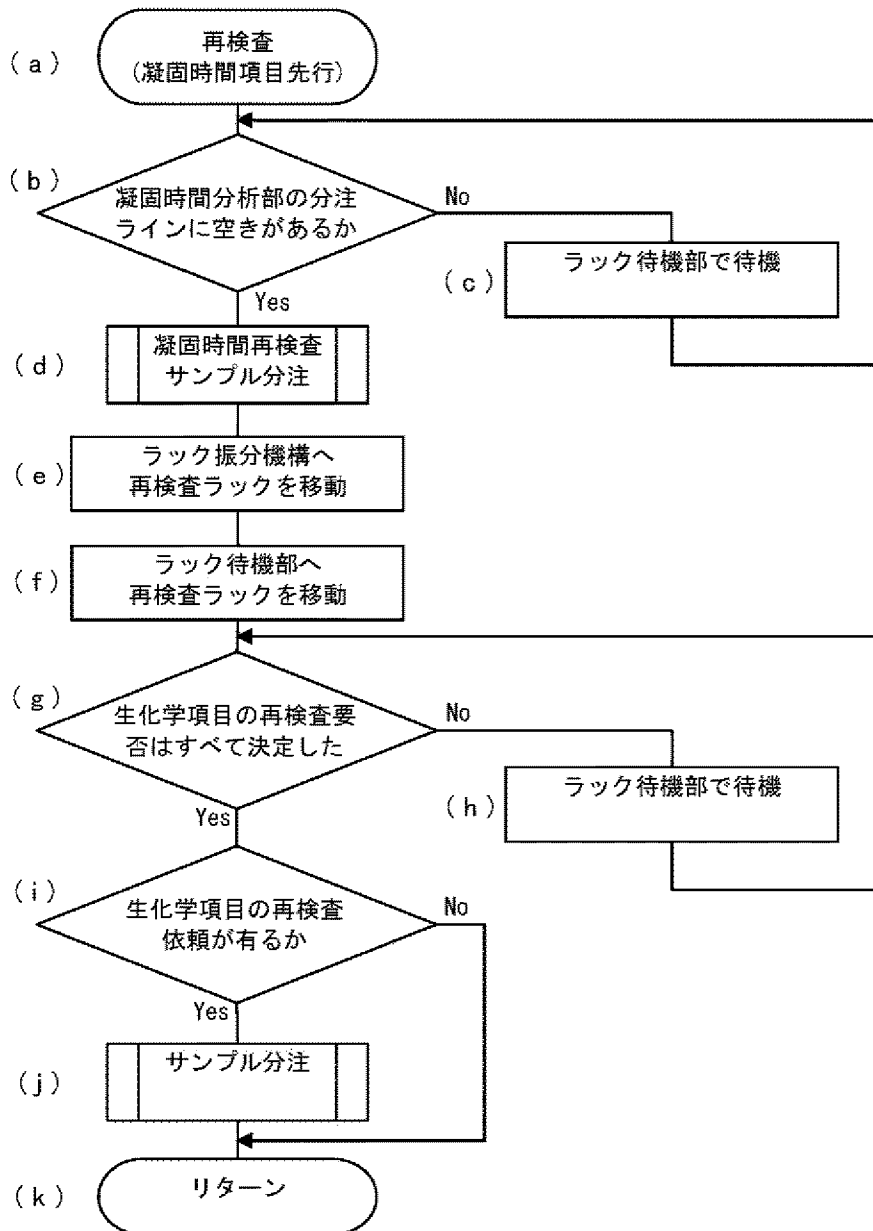 (a)
再検査
(凝固時間項目先行)
(b)
凝固時間分析部の分注
ラインに空きがあるか
No
(c)
ラック待機部で待機
Yes
(d)
凝固時間再検査
サンプル分注
(e)
ラック振分機構へ
再検査ラックを移動
(f)
ラック待機部へ
再検査ラックを移動
(g)
生化学項目の再検査要
否はすべて決定した
No
(h)
ラック待機部で待機
Yes
(i)
生化学項目の再検査
依頼が有るか
No
Yes
(j)
サンプル分注
(k)
リターン